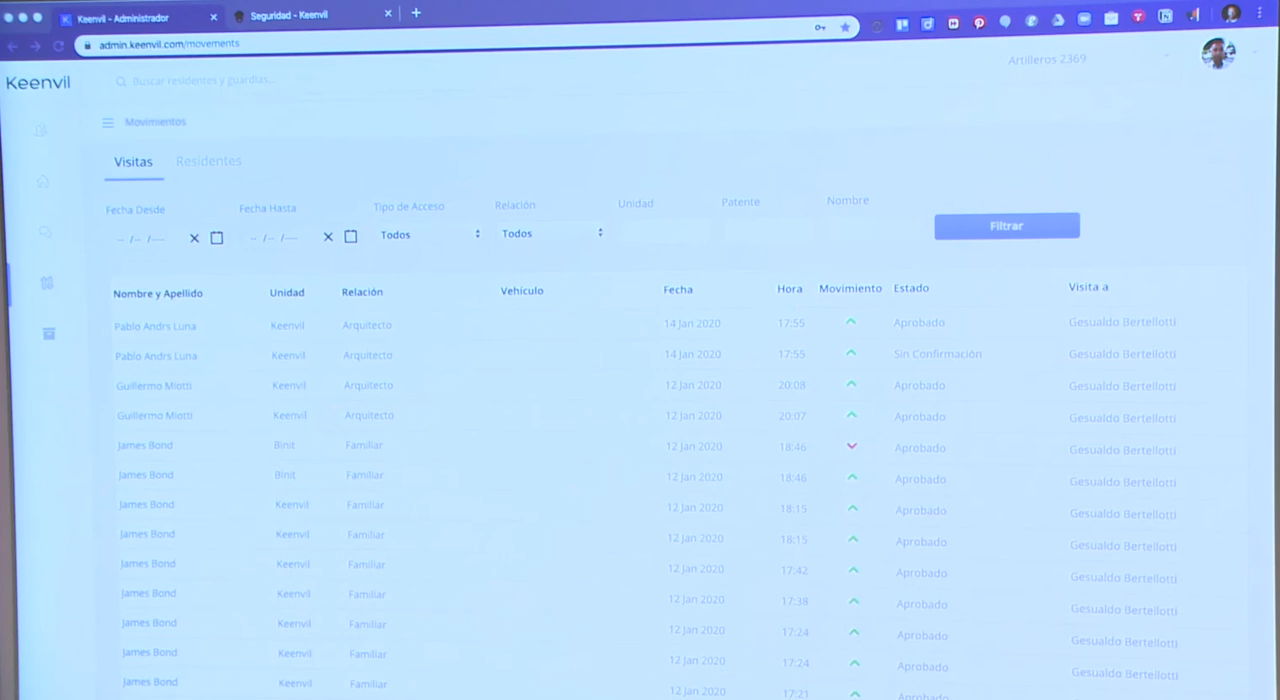 Keenvil - Administrador
Seguridad - Keenvil
admin.keenvil.com/movements
Keenvil
Buscar residentes y guardias...
Artilleros 2369
Movimientos
Visitas Residentes
Fecha Desde Fecha Hasta Tipo de Acceso Relación Unidad Patente Nombre
-- /-- /---- -- /-- /---- Todos Todos Filtrar
Nombre y Apellido Unidad Relación Vehículo Fecha Hora Movimiento Estado Visita a
Pablo Andrs Luna Keenvil Arquitecto 14 Jan 2020 17:55 Aprobado Gesualdo Bertellotti
Pablo Andrs Luna Keenvil Arquitecto 14 Jan 2020 17:55 Sin Confirmación Gesualdo Bertellotti
Guillermo Miotti Keenvil Arquitecto 12 Jan 2020 20:08 Aprobado Gesualdo Bertellotti
Guillermo Miotti Keenvil Arquitecto 12 Jan 2020 20:07 Aprobado Gesualdo Bertellotti
James Bond Binit Familiar 12 Jan 2020 18:46 Aprobado Gesualdo Bertellotti
James Bond Binit Familiar 12 Jan 2020 18:46 Aprobado Gesualdo Bertellotti
James Bond Keenvil Familiar 12 Jan 2020 18:15 Aprobado Gesualdo Bertellotti
James Bond Keenvil Familiar 12 Jan 2020 18:15 Aprobado Gesualdo Bertellotti
James Bond Keenvil Familiar 12 Jan 2020 17:42 Aprobado Gesualdo Bertellotti
James Bond Keenvil Familiar 12 Jan 2020 17:38 Aprobado Gesualdo Bertellotti
James Bond Keenvil Familiar 12 Jan 2020 17:24 Aprobado Gesualdo Bertellotti
James Bond Keenvil Familiar 12 Jan 2020 17:24 Aprobado Gesualdo Bertellotti
James Bond Keenvil Familiar 12 Jan 2020 17:21 Aprobado